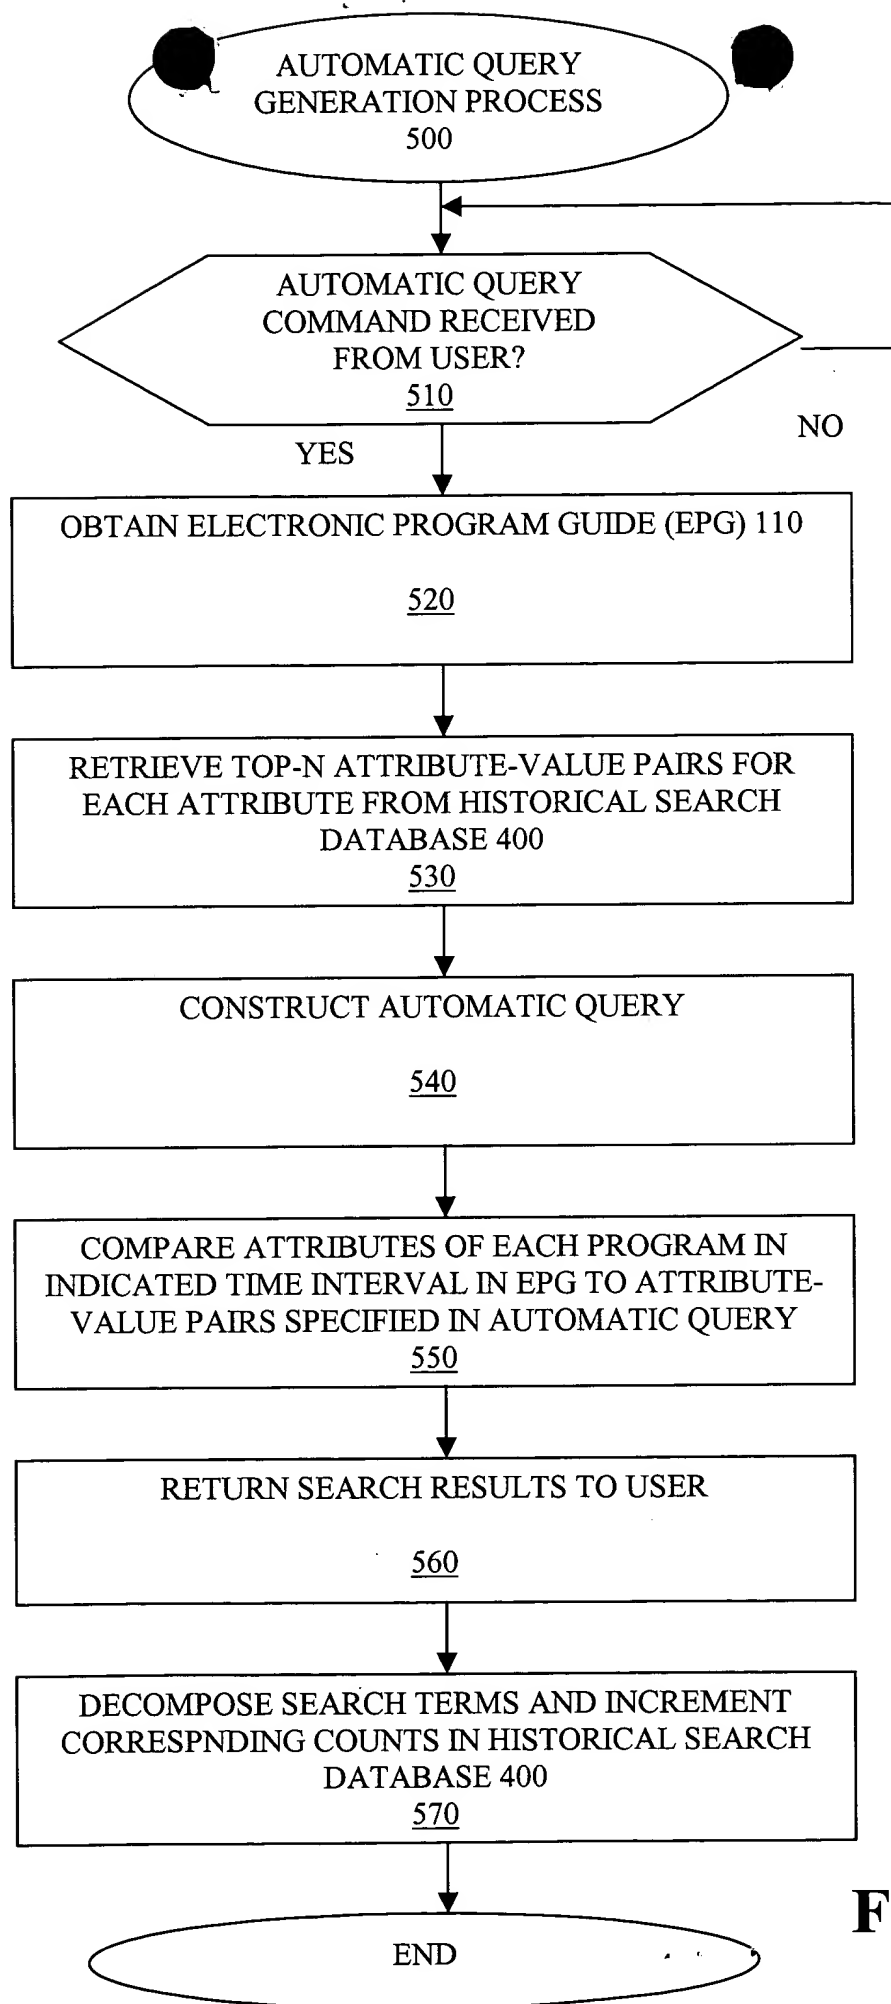 AUTOMATIC QUERY
GENERATION PROCESS
500
AUTOMATIC QUERY
COMMAND RECEIVED
FROM USER?
510
NO
YES
OBTAIN ELECTRONIC PROGRAM GUIDE (EPG) 110
520
RETRIEVE TOP-N ATTRIBUTE-VALUE PAIRS FOR
EACH ATTRIBUTE FROM HISTORICAL SEARCH
DATABASE 400
530
CONSTRUCT AUTOMATIC QUERY
540
COMPARE ATTRIBUTES OF EACH PROGRAM IN
INDICATED TIME INTERVAL IN EPG TO ATTRIBUTE-
VALUE PAIRS SPECIFIED IN AUTOMATIC QUERY
550
RETURN SEARCH RESULTS TO USER
560
DECOMPOSE SEARCH TERMS AND INCREMENT
CORRESPNDING COUNTS IN HISTORICAL SEARCH
DATABASE 400
570
F
END